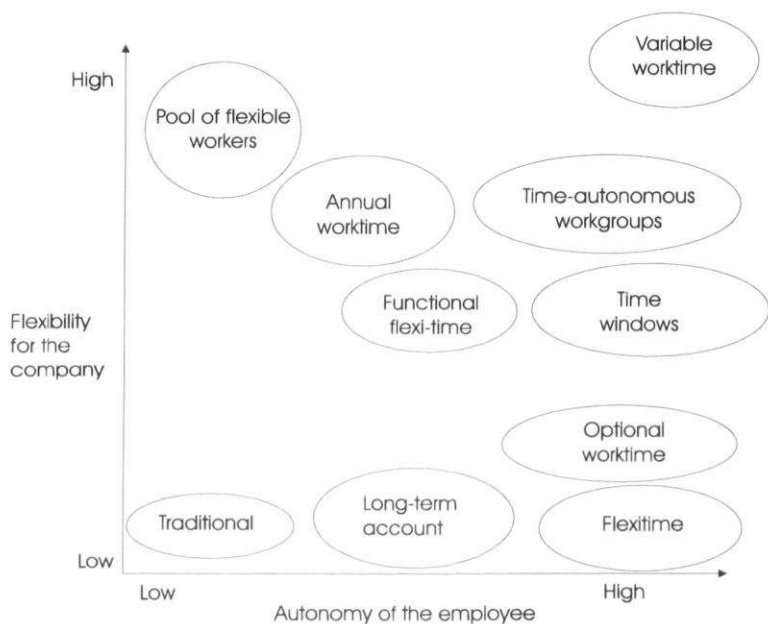 High
Variable
worktime
Pool of flexible
workers
Annual
worktime
Time-autonomous
workgroups
Functional
flexi-time
Time
windows
Flexibility
for the
company
Optional
worktime
Traditional
Long-term
account
Flexitime
Low
Low
High
Autonomy of the employee